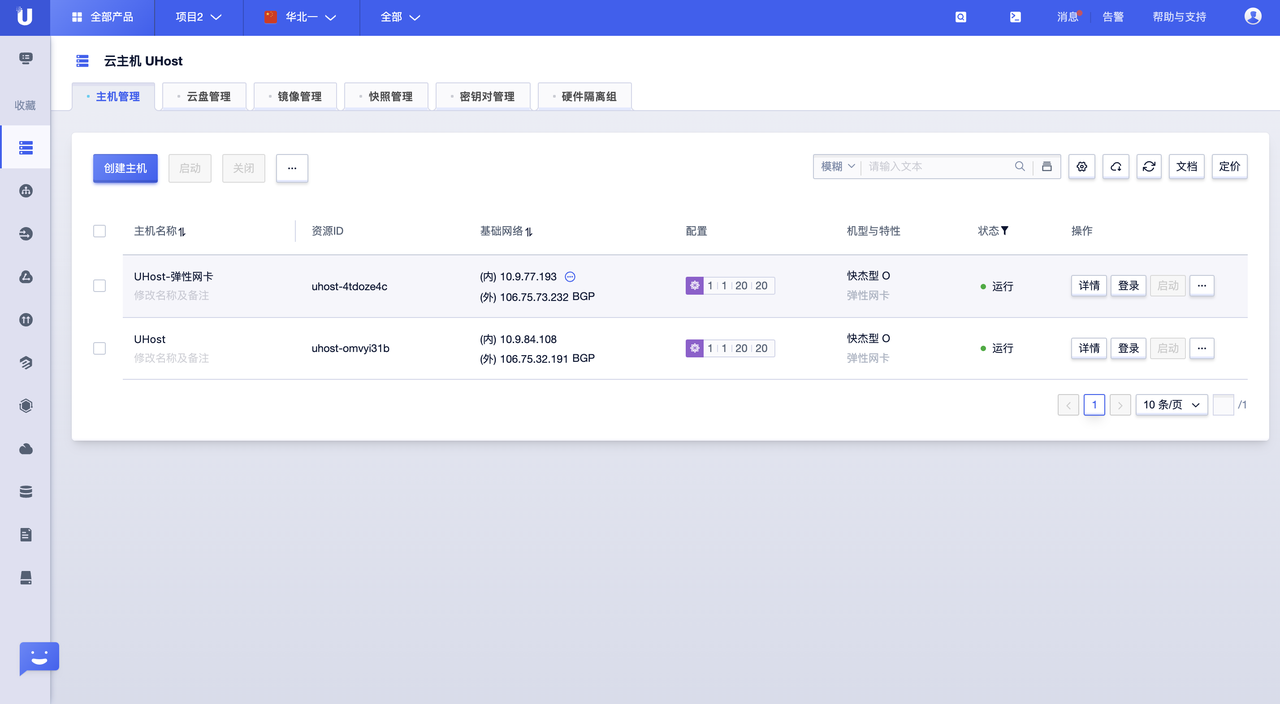 全部产品 项目2 华北一 全部 消息 告警 帮助与支持
云主机 UHost
收藏
主机管理 云盘管理 镜像管理 快照管理 密钥对管理 硬件隔离组
创建主机 启动 关闭 ... 模糊 请输入文本 文档 定价
主机名称 资源ID 基础网络 配置 机型与特性 状态 操作
UHost-弹性网卡
修改名称及备注
uhost-4tdoze4c
(内) 10.9.77.193
(外) 106.75.73.232 BGP
1 1 20 20
快杰型 O
弹性网卡
运行
详情 登录 启动 ...
UHost
修改名称及备注
uhost-omvyi31b
(内) 10.9.84.108
(外) 106.75.32.191 BGP
1 1 20 20
快杰型 O
弹性网卡
运行
详情 登录 启动 ...
1 10 条/页 /1